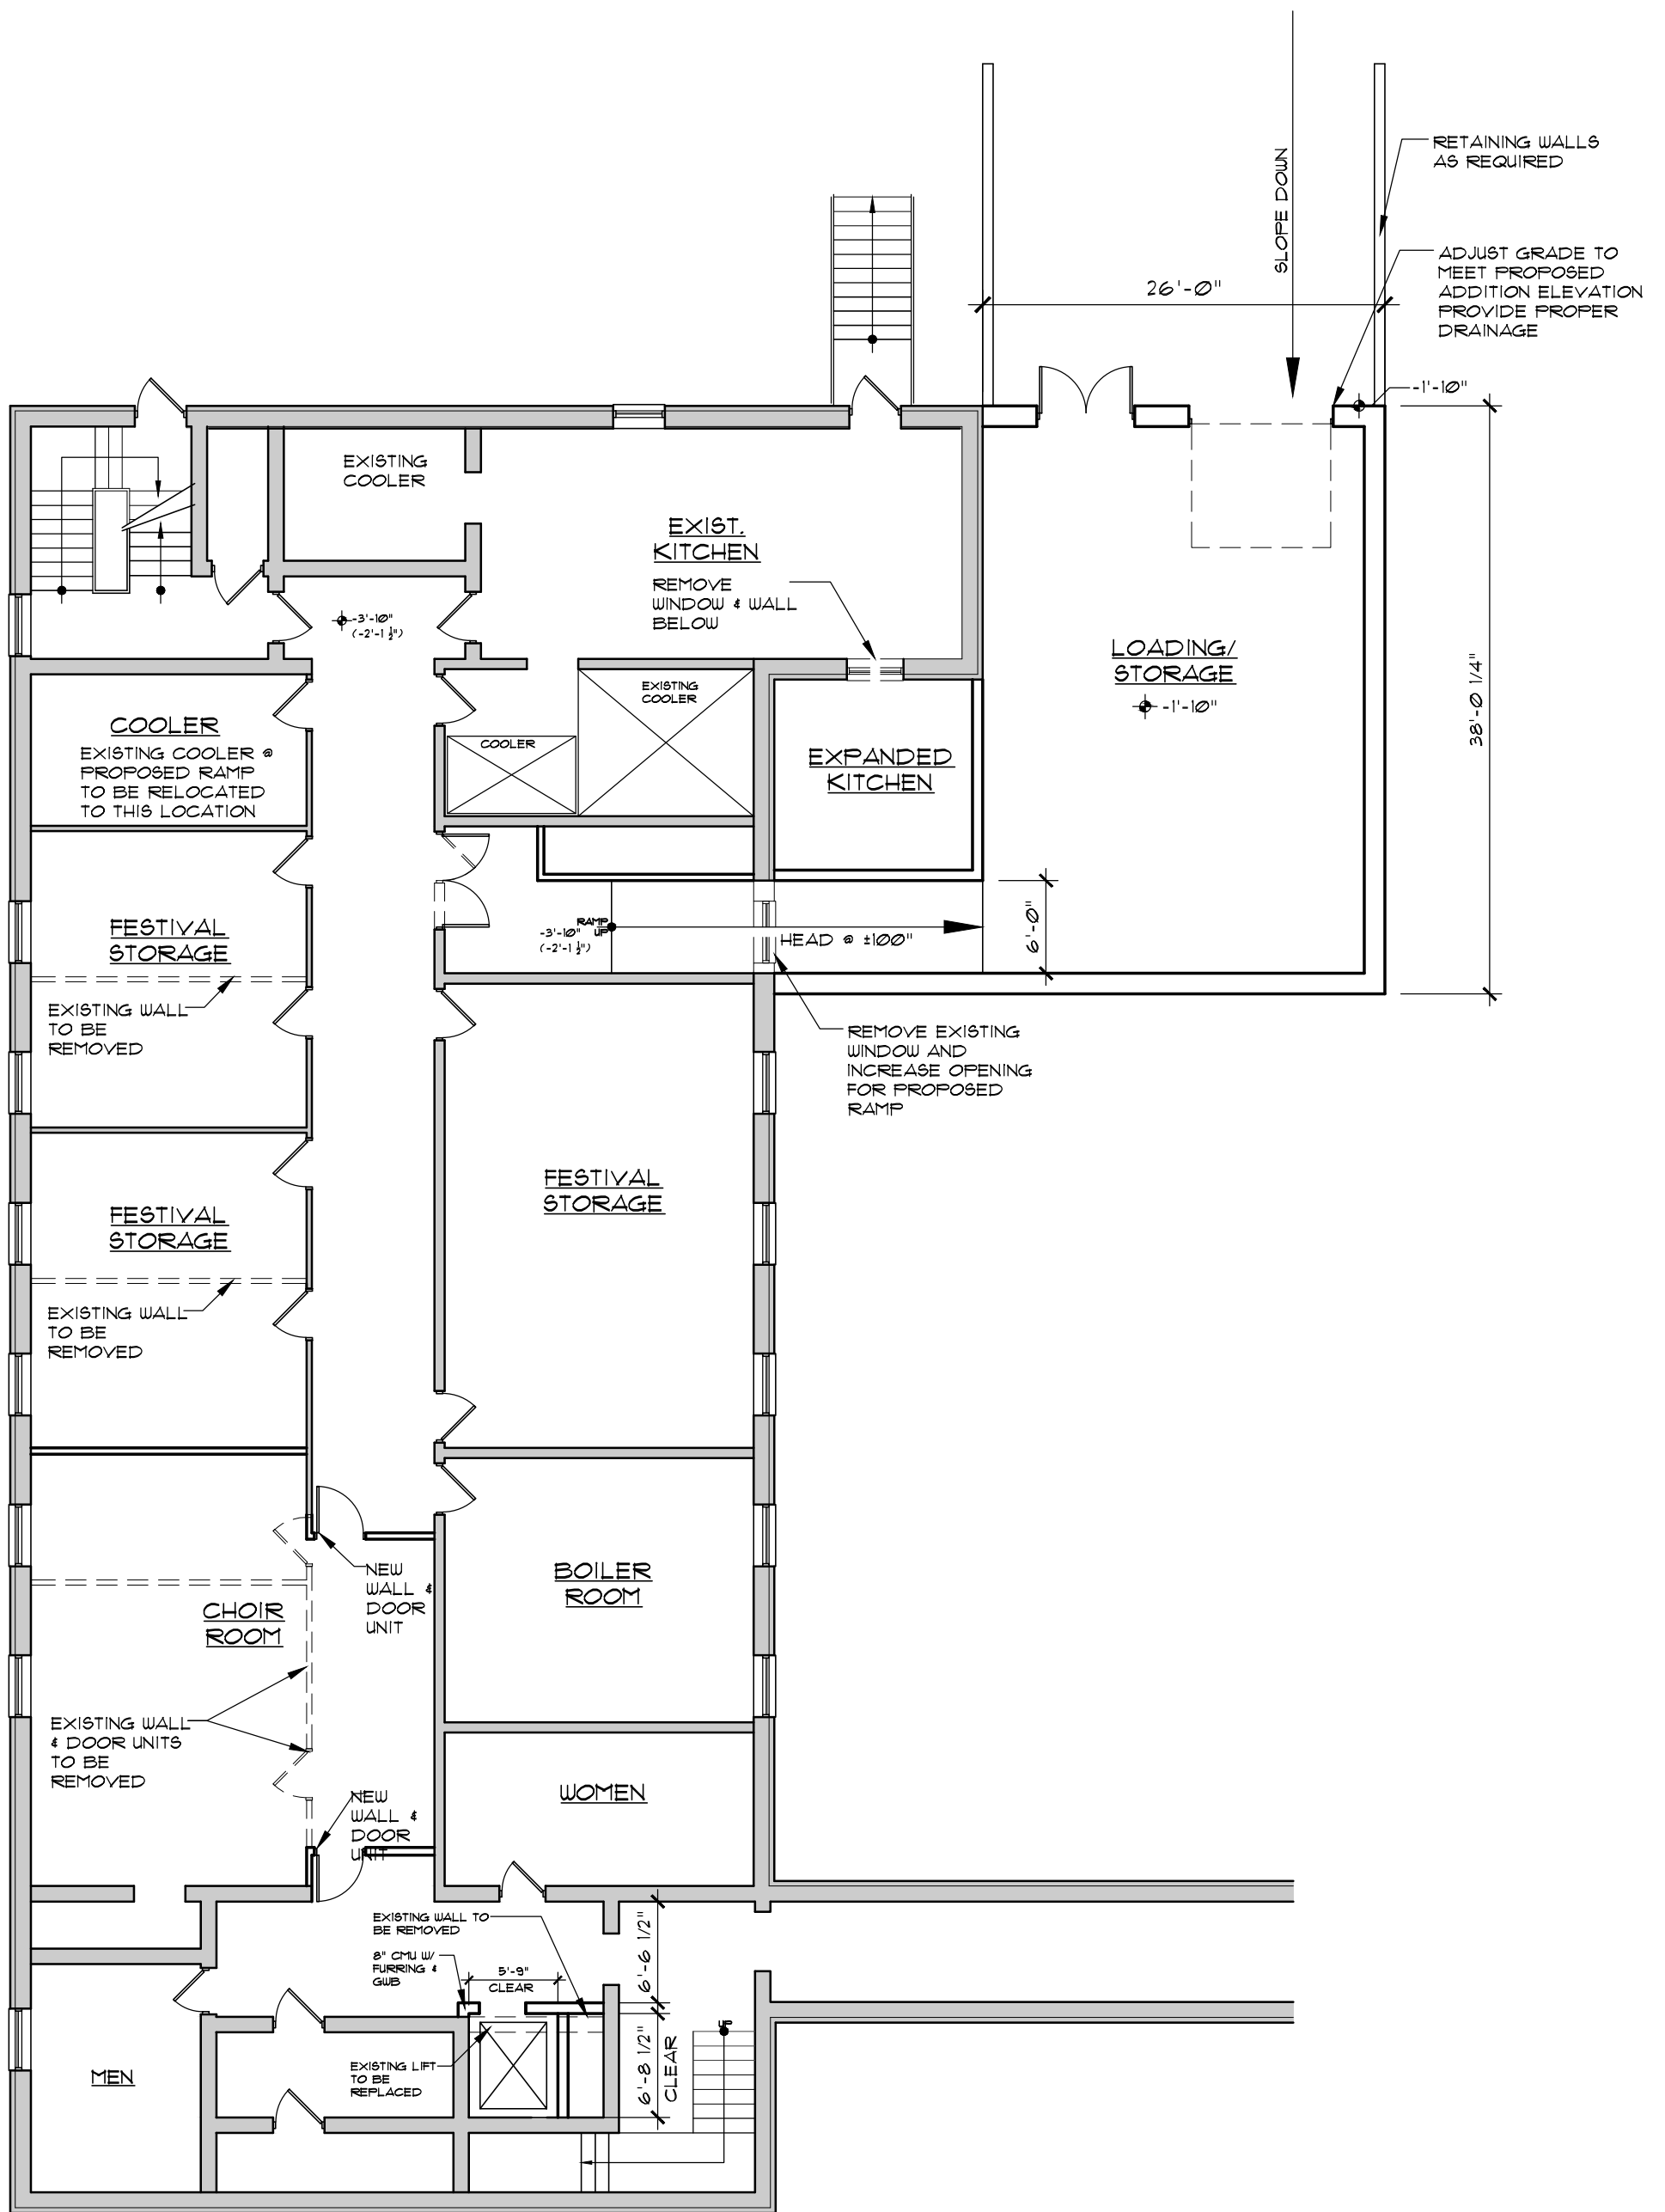 RETAINING WALLS
AS REQUIRED
SLOPE DOWN
ADJUST GRADE TO
MEET PROPOSED
ADDITION ELEVATION
PROVIDE PROPER
DRAINAGE
26'-0"
-1'-10"
EXISTING
COOLER
EXIST.
KITCHEN
REMOVE
WINDOW & WALL
BELOW
-3'-10"
(-2'-1 1/2")
LOADING/
STORAGE
-1'-10"
38'-0 1/4"
EXISTING
COOLER
COOLER
COOLER
EXISTING COOLER @
PROPOSED RAMP
TO BE RELOCATED
TO THIS LOCATION
EXPANDED
KITCHEN
FESTIVAL
STORAGE
RAMP
UP
-3'-10"
(-2'-1 1/2")
HEAD @ ±100"
6'-0"
EXISTING WALL
TO BE
REMOVED
REMOVE EXISTING
WINDOW AND
INCREASE OPENING
FOR PROPOSED
RAMP
FESTIVAL
STORAGE
FESTIVAL
STORAGE
EXISTING WALL
TO BE
REMOVED
NEW
WALL &
DOOR
UNIT
BOILER
ROOM
CHOIR
ROOM
EXISTING WALL
& DOOR UNITS
TO BE
REMOVED
WOMEN
NEW
WALL &
DOOR
UNIT
EXISTING WALL TO
BE REMOVED
8" CMU W/
FURRING &
GWB
5'-9"
CLEAR
6'-6 1/2"
6'-8 1/2"
CLEAR
UP
EXISTING LIFT
TO BE
REPLACED
MEN